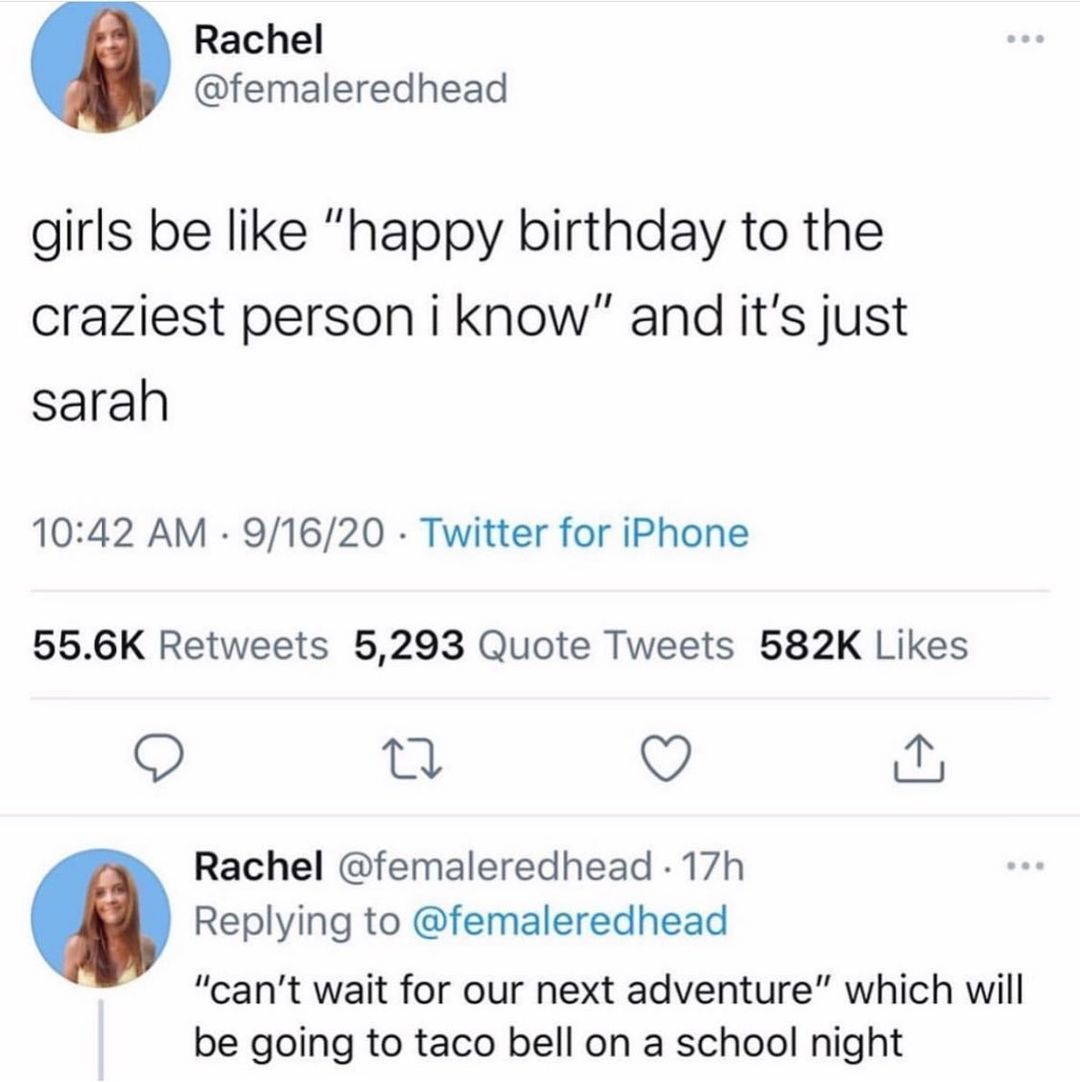 Rachel
@femaleredhead
girls be like "happy birthday to the
craziest person i know" and it's just
sarah
10:42 AM · 9/16/20 · Twitter for iPhone
55.6K Retweets 5,293 Quote Tweets 582K Likes
Rachel @femaleredhead · 17h
Replying to @femaleredhead
"can't wait for our next adventure" which will
be going to taco bell on a school night